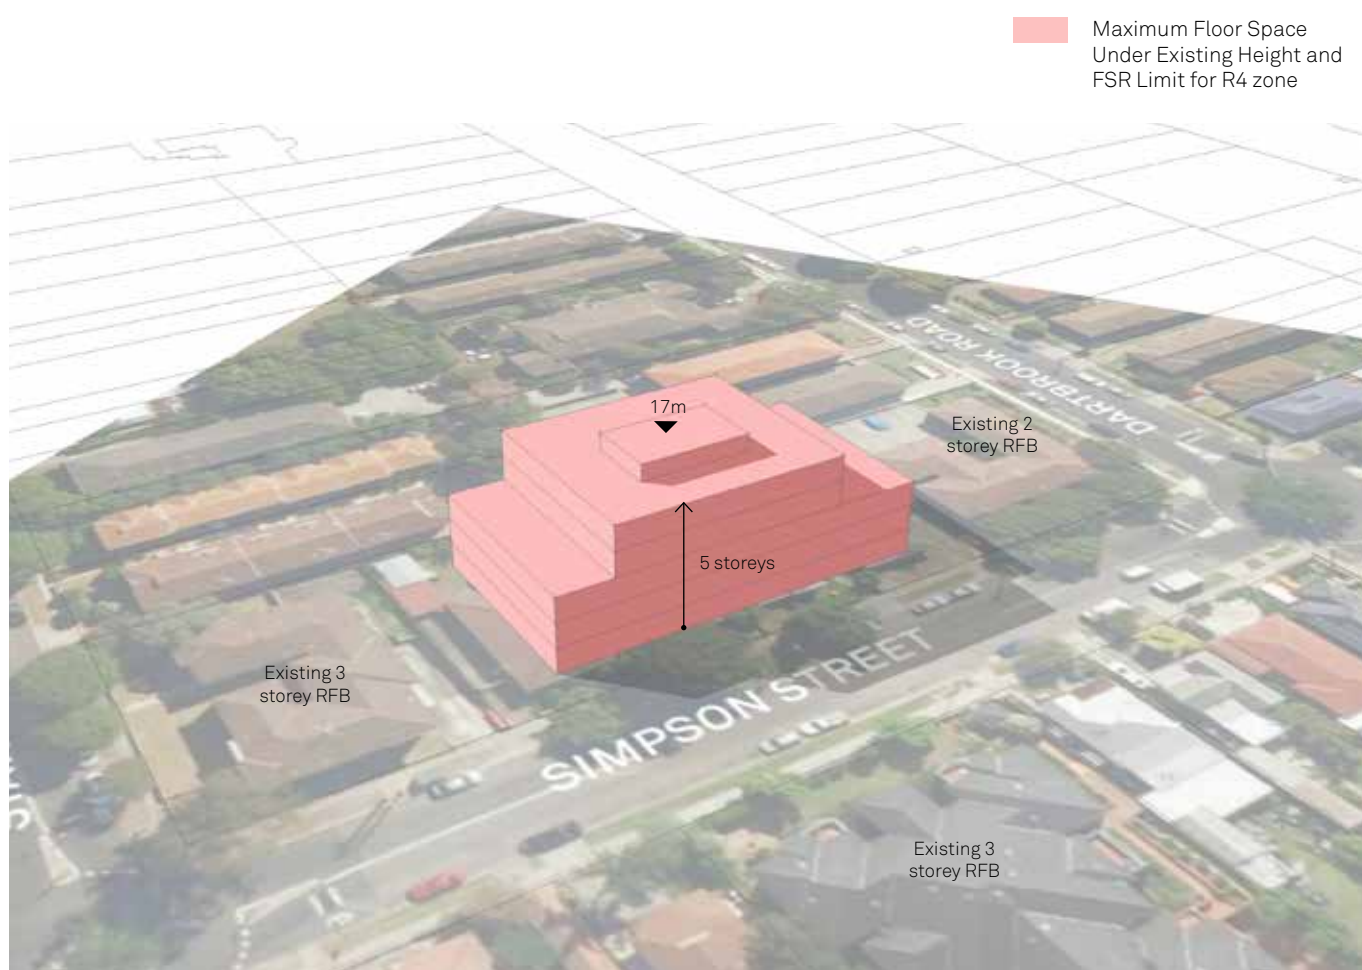 Maximum Floor Space
Under Existing Height and
FSR Limit for R4 zone
DARTBROOK ROAD
17m
Existing 2
storey RFB
5 storeys
Existing 3
storey RFB
SIMPSON STREET
Existing 3
storey RFB